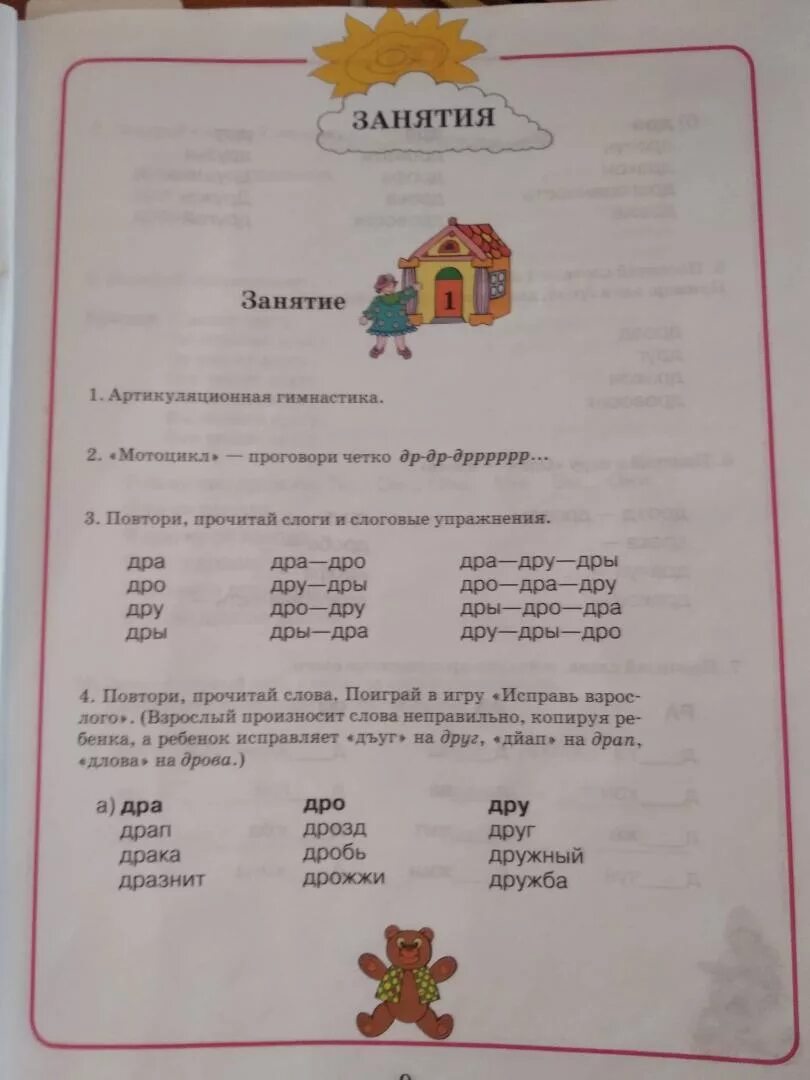 ЗАНЯТИЯ
Занятие 1
1. Артикуляционная гимнастика.
2. «Мотоцикл» — проговори четко др-др-дрррррр...
3. Повтори, прочитай слоги и слоговые упражнения.
дра дра—дро дра—дру—дры
дро дру—дры дро—дра—дру
дру дро—дру дры—дро—дра
дры дры—дра дру—дры—дро
4. Повтори, прочитай слова. Поиграй в игру «Исправь взрос-
лого». (Взрослый произносит слова неправильно, копируя ре-
бенка, а ребенок исправляет «дъуг» на друг, «дйап» на драп,
«длова» на дрова.)
а) дра дро дру
драп дрозд друг
драка дробь дружный
дразнит дрожжи дружба